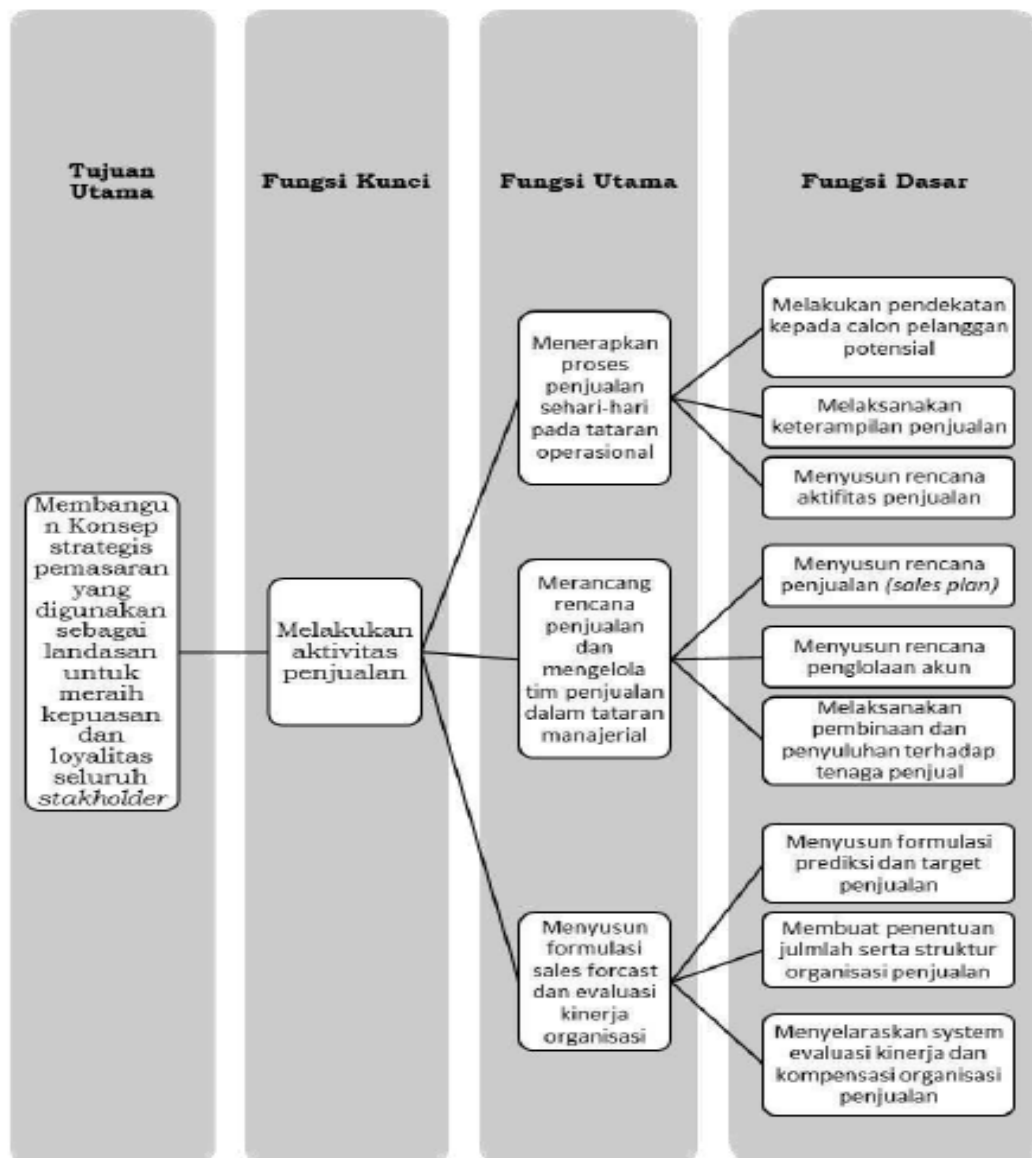 Tujuan
Utama
Fungsi Kunci
Fungsi Utama
Fungsi Dasar
Membangu
n Konsep
strategis
pemasaran
yang
digunakan
sebagai
landasan
untuk
meraih
kepuasan
dan
loyalitas
seluruh
stakholder
Melakukan
aktivitas
penjualan
Menerapkan
proses
penjualan
sehari-hari
pada tataran
operasional
Melakukan pendekatan
kepada calon pelanggan
potensial
Melaksanakan
keterampilan penjualan
Menyusun rencana
aktifitas penjualan
Merancang
rencana
penjualan
dan
mengelola
tim penjualan
dalam tataran
manajerial
Menyusun rencana
penjualan (sales plan)
Menyusun rencana
penglolaan akun
Melaksanakan
pembinaan dan
penyuluhan terhadap
tenaga penjual
Menyusun
formulasi
sales forcast
dan evaluasi
kinerja
organisasi
Menyusun formulasi
prediksi dan target
penjualan
Membuat penentuan
julmlah serta struktur
organisasi penjualan
Menyelaraskan system
evaluasi kinerja dan
kompensasi organisasi
penjualan